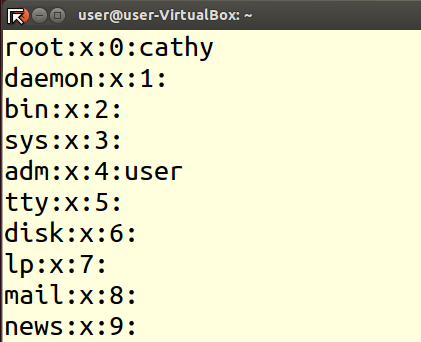 user@user-VirtualBox: ~
root:x:0:cathy
daemon:x:1:
bin:x:2:
sys:x:3:
adm:x:4:user
tty:x:5:
disk:x:6:
lp:x:7:
mail:x:8:
news:x:9: